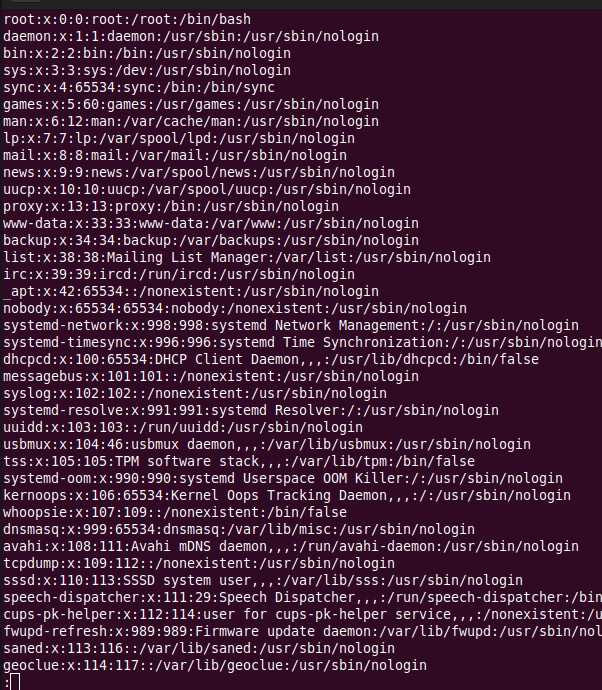 root:x:0:0:root:/root:/bin/bash
daemon:x:1:1:daemon:/usr/sbin:/usr/sbin/nologin
bin:x:2:2:bin:/bin:/usr/sbin/nologin
sys:x:3:3:sys:/dev:/usr/sbin/nologin
sync:x:4:65534:sync:/bin:/bin/sync
games:x:5:60:games:/usr/games:/usr/sbin/nologin
man:x:6:12:man:/var/cache/man:/usr/sbin/nologin
lp:x:7:7:lp:/var/spool/lpd:/usr/sbin/nologin
mail:x:8:8:mail:/var/mail:/usr/sbin/nologin
news:x:9:9:news:/var/spool/news:/usr/sbin/nologin
uucp:x:10:10:uucp:/var/spool/uucp:/usr/sbin/nologin
proxy:x:13:13:proxy:/bin:/usr/sbin/nologin
www-data:x:33:33:www-data:/var/www:/usr/sbin/nologin
backup:x:34:34:backup:/var/backups:/usr/sbin/nologin
list:x:38:38:Mailing List Manager:/var/list:/usr/sbin/nologin
irc:x:39:39:ircd:/run/ircd:/usr/sbin/nologin
_apt:x:42:65534::/nonexistent:/usr/sbin/nologin
nobody:x:65534:65534:nobody:/nonexistent:/usr/sbin/nologin
systemd-network:x:998:998:systemd Network Management:/:/usr/sbin/nologin
systemd-timesync:x:996:996:systemd Time Synchronization:/:/usr/sbin/nologin
dhcpcd:x:100:65534:DHCP Client Daemon,,,:/usr/lib/dhcpcd:/bin/false
messagebus:x:101:101::/nonexistent:/usr/sbin/nologin
syslog:x:102:102::/nonexistent:/usr/sbin/nologin
systemd-resolve:x:991:991:systemd Resolver:/:/usr/sbin/nologin
uuidd:x:103:103::/run/uuidd:/usr/sbin/nologin
usbmux:x:104:46:usbmux daemon,,,:/var/lib/usbmux:/usr/sbin/nologin
tss:x:105:105:TPM software stack,,,:/var/lib/tpm:/bin/false
systemd-oom:x:990:990:systemd Userspace OOM Killer:/:/usr/sbin/nologin
kernoops:x:106:65534:Kernel Oops Tracking Daemon,,,:/:/usr/sbin/nologin
whoopsie:x:107:109::/nonexistent:/bin/false
dnsmasq:x:999:65534:dnsmasq:/var/lib/misc:/usr/sbin/nologin
avahi:x:108:111:Avahi mDNS daemon,,,:/run/avahi-daemon:/usr/sbin/nologin
tcpdump:x:109:112::/nonexistent:/usr/sbin/nologin
sssd:x:110:113:SSSD system user,,,:/var/lib/sss:/usr/sbin/nologin
speech-dispatcher:x:111:29:Speech Dispatcher,,,:/run/speech-dispatcher:/bin
cups-pk-helper:x:112:114:user for cups-pk-helper service,,,:/nonexistent:/u
fwupd-refresh:x:989:989:Firmware update daemon:/var/lib/fwupd:/usr/sbin/nol
saned:x:113:116::/var/lib/saned:/usr/sbin/nologin
geoclue:x:114:117::/var/lib/geoclue:/usr/sbin/nologin
: